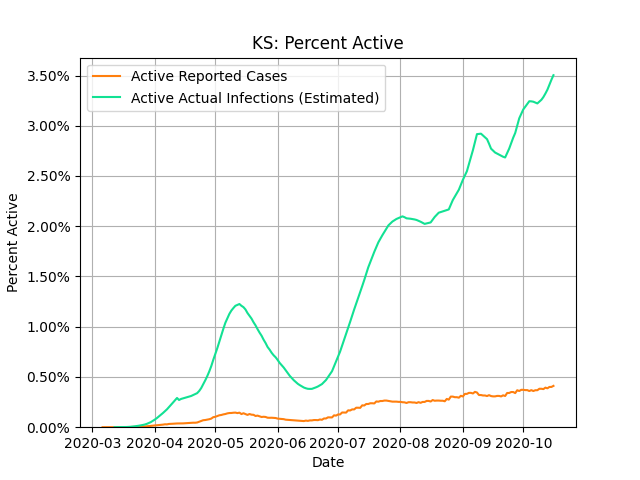 KS: Percent Active
Active Reported Cases
Active Actual Infections (Estimated)
3.50%
3.00%
2.50%
2.00%
1.50%
1.00%
0.50%
0.00%
Percent Active
2020-03 2020-04 2020-05 2020-06 2020-07 2020-08 2020-09 2020-10
Date